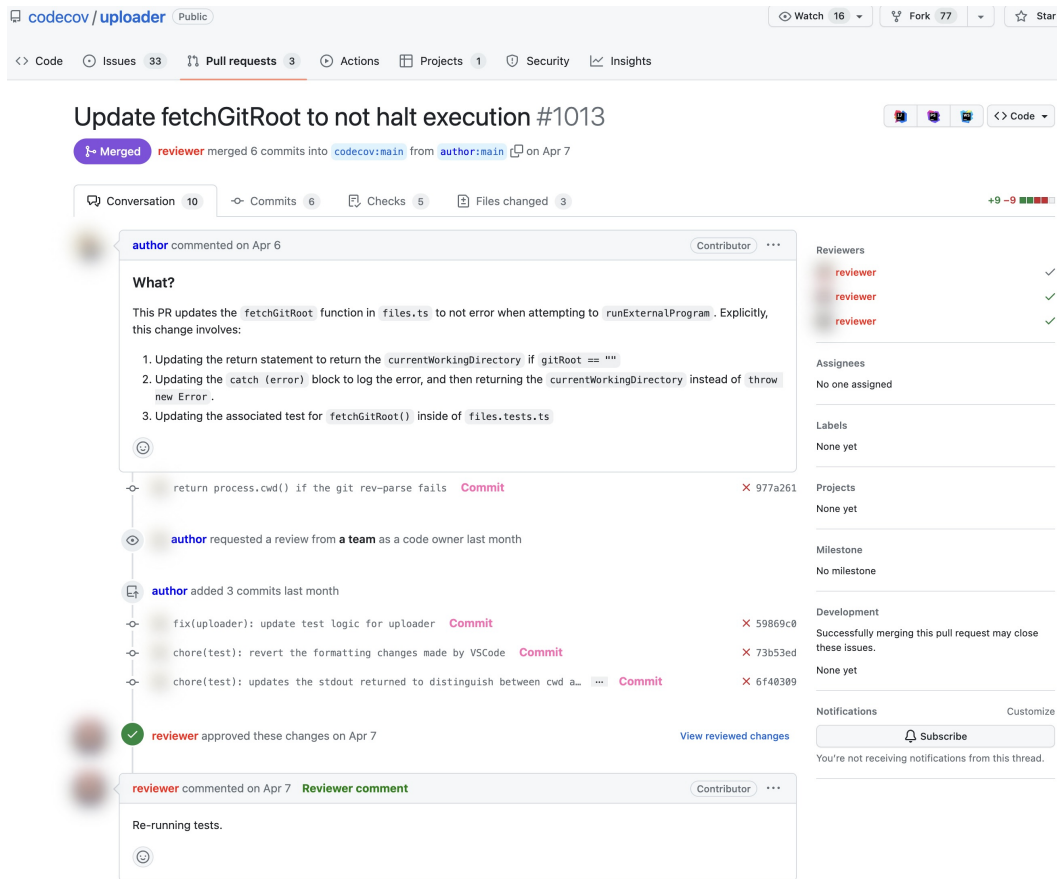 codecov / uploader Public
Watch 16 Fork 77 Star
Code Issues 33 Pull requests 3 Actions Projects 1 Security Insights
Update fetchGitRoot to not halt execution #1013
Code
Merged reviewer merged 6 commits into codecov:main from author:main on Apr 7
Conversation 10 Commits 6 Checks 5 Files changed 3
+9 −9
author commented on Apr 6 Contributor
What?
This PR updates the fetchGitRoot function in files.ts to not error when attempting to runExternalProgram. Explicitly,
this change involves:
1. Updating the return statement to return the currentWorkingDirectory if gitRoot == ""
2. Updating the catch (error) block to log the error, and then returning the currentWorkingDirectory instead of throw
new Error.
3. Updating the associated test for fetchGitRoot() inside of files.tests.ts
return process.cwd() if the git rev-parse fails Commit 977a261
author requested a review from a team as a code owner last month
author added 3 commits last month
fix(uploader): update test logic for uploader Commit 59869c0
chore(test): revert the formatting changes made by VSCode Commit 73b53ed
chore(test): updates the stdout returned to distinguish between cwd a… ... Commit 6f40309
reviewer approved these changes on Apr 7 View reviewed changes
reviewer commented on Apr 7 Reviewer comment Contributor
Re-running tests.
Reviewers
reviewer
reviewer
reviewer
Assignees
No one assigned
Labels
None yet
Projects
None yet
Milestone
No milestone
Development
Successfully merging this pull request may close
these issues.
None yet
Notifications Customize
Subscribe
You're not receiving notifications from this thread.